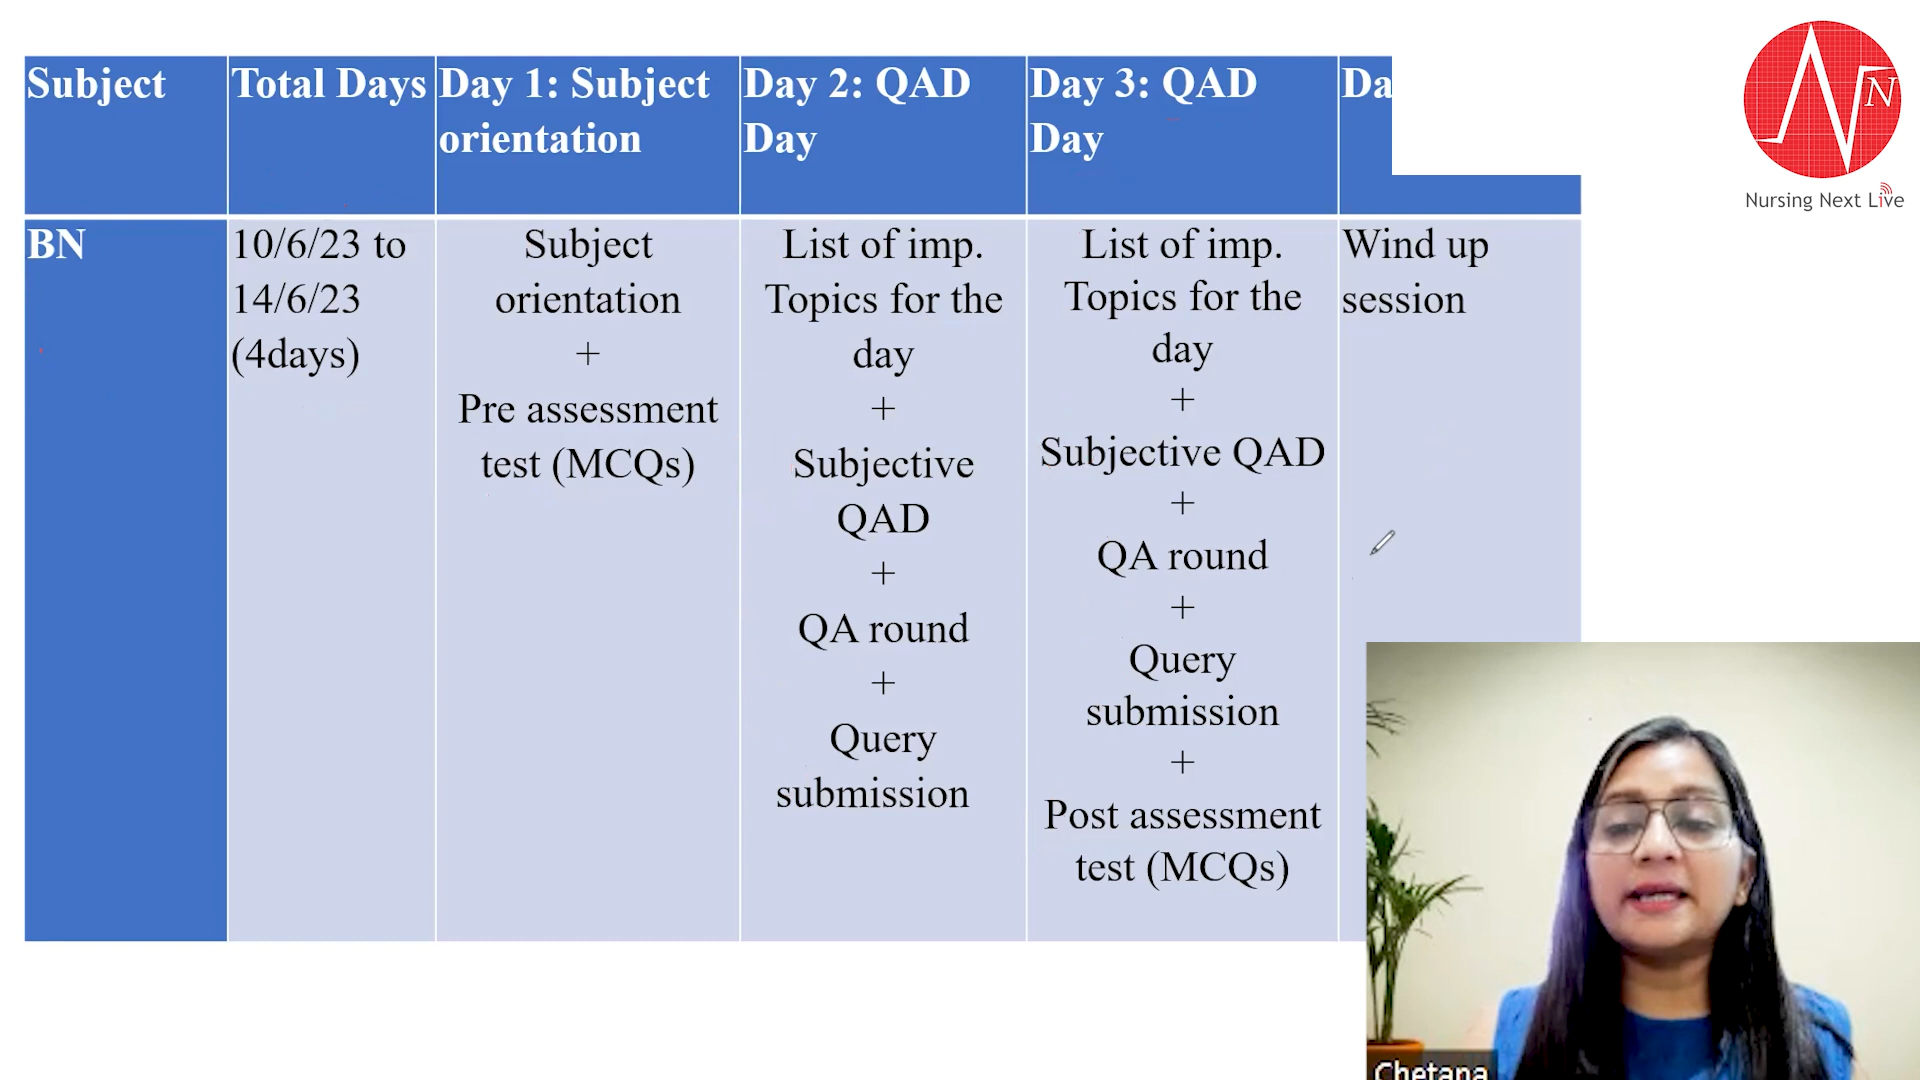 Subject
Total Days
Day 1: Subject
orientation
Day 2: QAD
Day
Day 3: QAD
Day
Da
BN
10/6/23 to
14/6/23
(4days)
Subject
orientation
+
Pre assessment
test (MCQs)
List of imp.
Topics for the
day
+
Subjective
QAD
+
QA round
+
Query
submission
List of imp.
Topics for the
day
+
Subjective QAD
+
QA round
+
Query
submission
+
Post assessment
test (MCQs)
Wind up
session
N
Nursing Next Live
Chetana